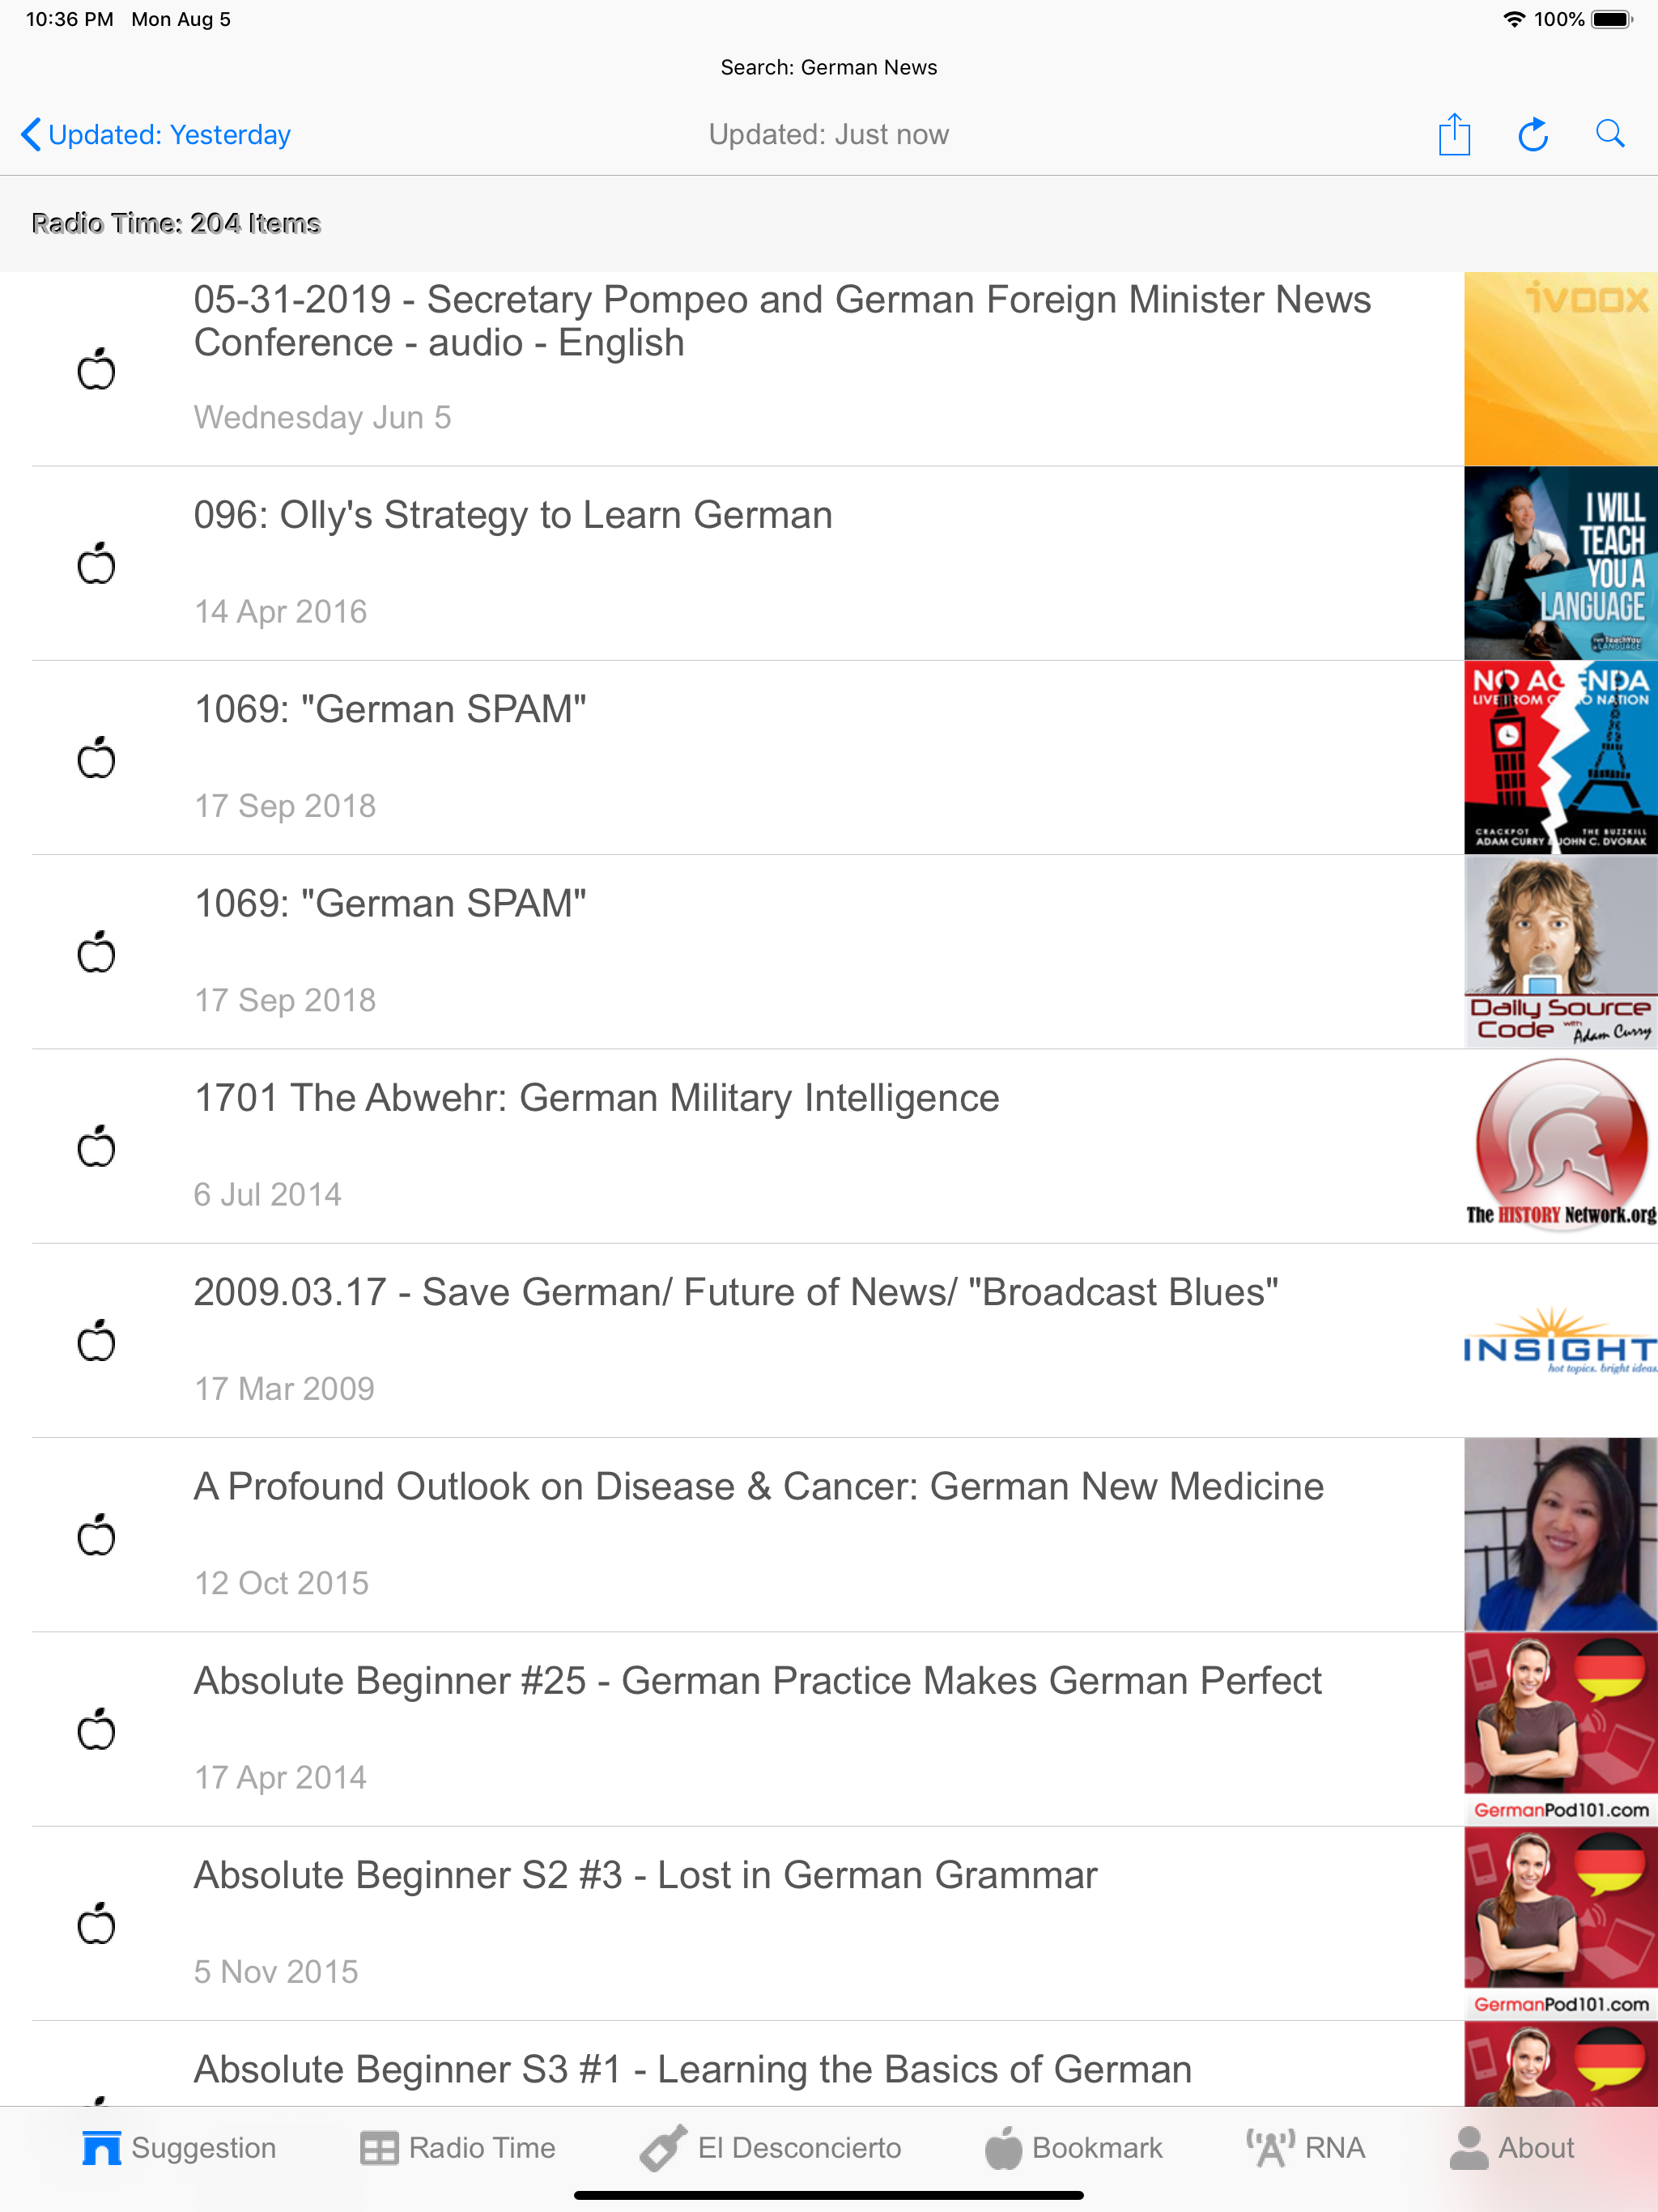 10:36 PM Mon Aug 5
100%
Search: German News
Updated: Yesterday
Updated: Just now
Radio Time: 204 Items
05-31-2019 - Secretary Pompeo and German Foreign Minister News
Conference - audio - English
Wednesday Jun 5
ivoox
096: Olly's Strategy to Learn German
14 Apr 2016
I WILL
TEACH
YOU A
LANGUAGE
1069: "German SPAM"
17 Sep 2018
NO AGENDA
LIVE FROM
NATION
CRACKPOT THE BUZZKILL
ADAM CURRY & JOHN C. DVORAK
1069: "German SPAM"
17 Sep 2018
Daily Source
Code with Adam Curry
1701 The Abwehr: German Military Intelligence
6 Jul 2014
The HISTORY Network.org
2009.03.17 - Save German/ Future of News/ "Broadcast Blues"
17 Mar 2009
INSIGHT
hot topics. bright ideas.
A Profound Outlook on Disease & Cancer: German New Medicine
12 Oct 2015
Absolute Beginner #25 - German Practice Makes German Perfect
17 Apr 2014
GermanPod101.com
Absolute Beginner S2 #3 - Lost in German Grammar
5 Nov 2015
GermanPod101.com
Absolute Beginner S3 #1 - Learning the Basics of German
Suggestion
Radio Time
El Desconcierto
Bookmark
RNA
About